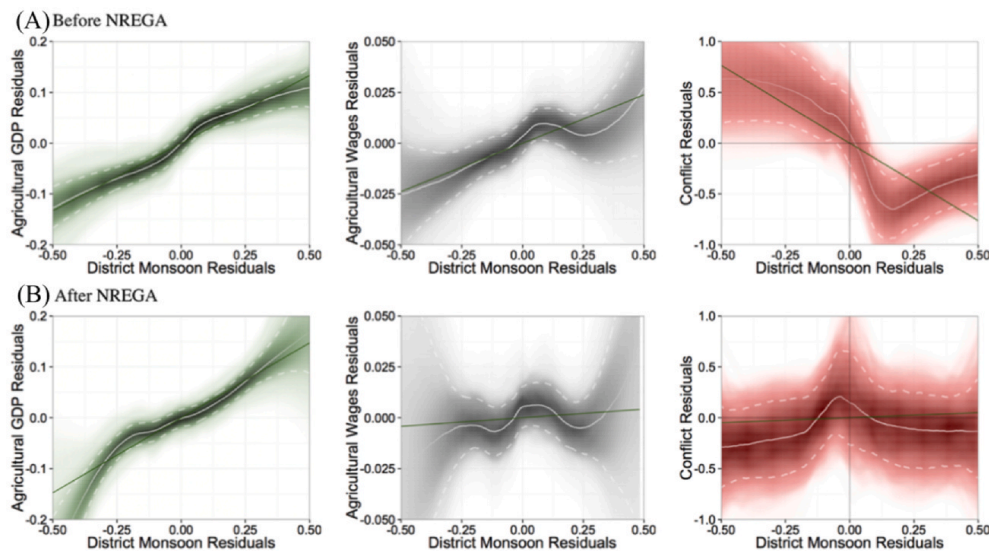 (A) Before NREGA
Agricultural GDP Residuals
0.2
0.1
0.0
-0.1
-0.2
-0.50 -0.25 0.00 0.25 0.50
District Monsoon Residuals
Agricultural Wages Residuals
0.050
0.025
0.000
-0.025
-0.050
-0.50 -0.25 0.00 0.25 0.50
District Monsoon Residuals
Conflict Residuals
1.0
0.5
0.0
-0.5
-1.0
-0.50 -0.25 0.00 0.25 0.50
District Monsoon Residuals
(B) After NREGA
Agricultural GDP Residuals
0.2
0.1
0.0
-0.1
-0.2
-0.50 -0.25 0.00 0.25 0.50
District Monsoon Residuals
Agricultural Wages Residuals
0.050
0.025
0.000
-0.025
-0.050
-0.50 -0.25 0.00 0.25 0.50
District Monsoon Residuals
Conflict Residuals
1.0
0.5
0.0
-0.5
-1.0
-0.50 -0.25 0.00 0.25 0.50
District Monsoon Residuals